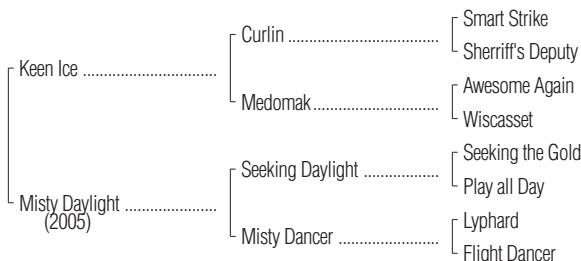 Smart Strike
Curlin ..........................................
Sherriff's Deputy
Keen Ice .....................................
Awesome Again
Medomak...................................
Wiscasset
Seeking the Gold
Seeking Daylight .....................
Play all Day
Misty Daylight .........................
(2005)
Lyphard
Misty Dancer ............................
Flight Dancer